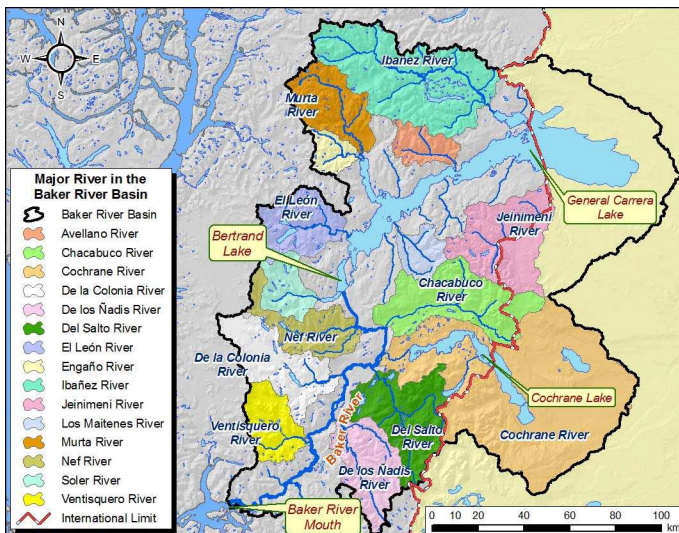 N
W
E
S
Ibañez River
Murta
River
General Carrera
Lake
El León
River
Jeinimeni
River
Bertrand
Lake
Chacabuco
River
Nef River
De la Colonia
River
Cochrane Lake
Ventisquero
River
Baker River
Del Salto
River
Cochrane River
De los Ñadis
River
Baker River
Mouth
Major River in the
Baker River Basin
Baker River Basin
Avellano River
Chacabuco River
Cochrane River
De la Colonia River
De los Ñadis River
Del Salto River
El León River
Engaño River
Ibañez River
Jeinimeni River
Los Maitenes River
Murta River
Nef River
Soler River
Ventisquero River
International Limit
0 10 20 40 60 80 100
km